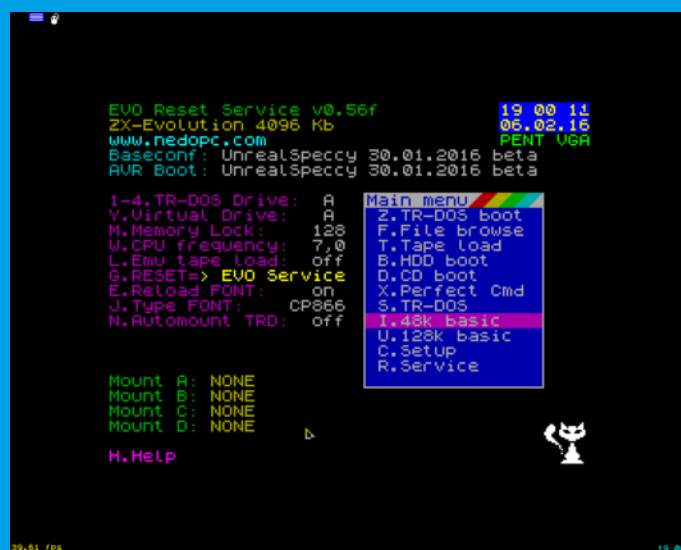 EVO Reset Service v0.56f
19 00 11
ZX-Evolution 4096 Kb
06.02.16
www.nedopc.com
PENT VGA
Baseconf: UnrealSpeccy 30.01.2016 beta
AVR Boot: UnrealSpeccy 30.01.2016 beta
1-4.TR-DOS Drive: A
Y.Virtual Drive: A
M.Memory Lock: 128
W.CPU frequency: 7,0
L.Emu tape load: off
G.RESET=> EVO Service
E.Reload FONT: on
J.Type FONT: CP866
N.Automount TRD: off
Main menu
Z.TR-DOS boot
F.File browse
T.Tape load
B.HDD boot
D.CD boot
X.Perfect Cmd
S.TR-DOS
I.48k basic
U.128k basic
C.Setup
R.Service
Mount A: NONE
Mount B: NONE
Mount C: NONE
Mount D: NONE
H.Help
39.61 fps